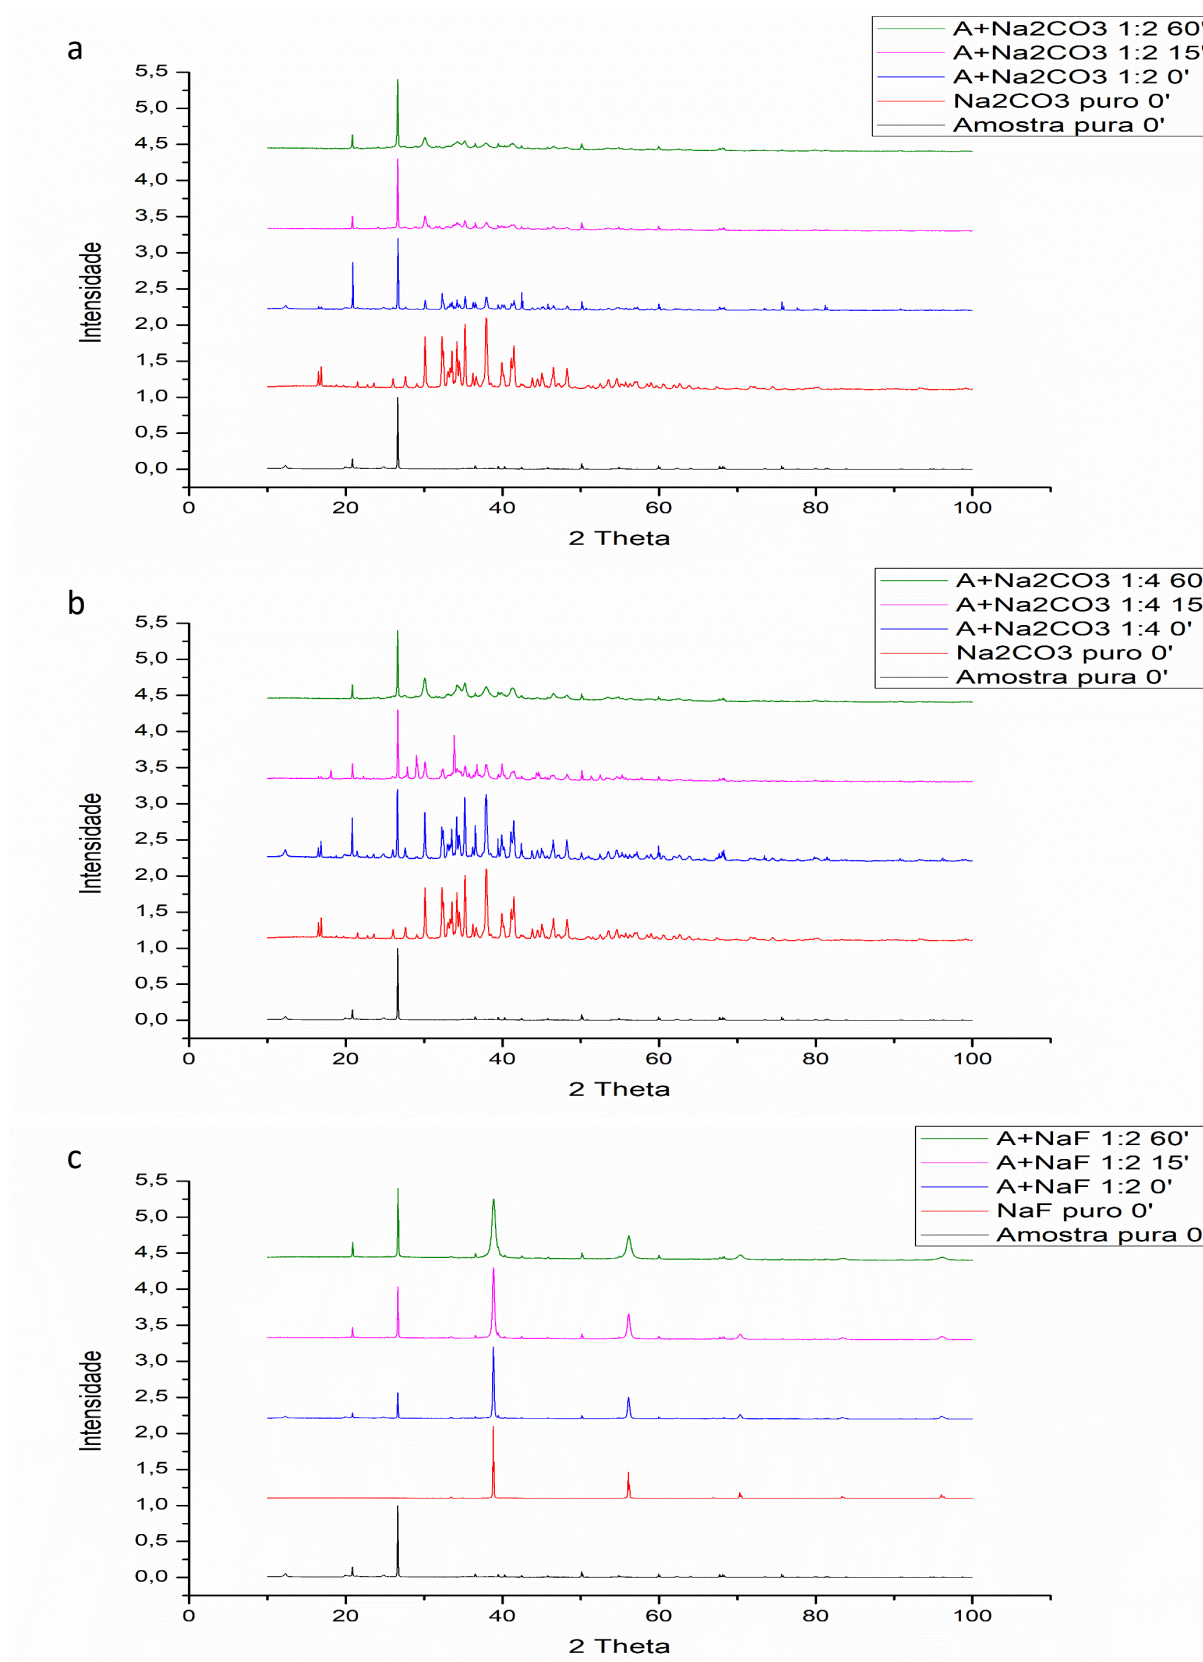 a
A+Na2CO3 1:2 60'
A+Na2CO3 1:2 15'
A+Na2CO3 1:2 0'
Na2CO3 puro 0'
Amostra pura 0'
5,5
5,0
4,5
4,0
3,5
3,0
2,5
2,0
1,5
1,0
0,5
0,0
Intensidade
0 20 40 60 80 100
2 Theta
b
A+Na2CO3 1:4 60
A+Na2CO3 1:4 15
A+Na2CO3 1:4 0'
Na2CO3 puro 0'
Amostra pura 0'
5,5
5,0
4,5
4,0
3,5
3,0
2,5
2,0
1,5
1,0
0,5
0,0
Intensidade
0 20 40 60 80 100
2 Theta
c
A+NaF 1:2 60'
A+NaF 1:2 15'
A+NaF 1:2 0'
NaF puro 0'
Amostra pura 0
5,5
5,0
4,5
4,0
3,5
3,0
2,5
2,0
1,5
1,0
0,5
0,0
Intensidade
0 20 40 60 80 100
2 Theta